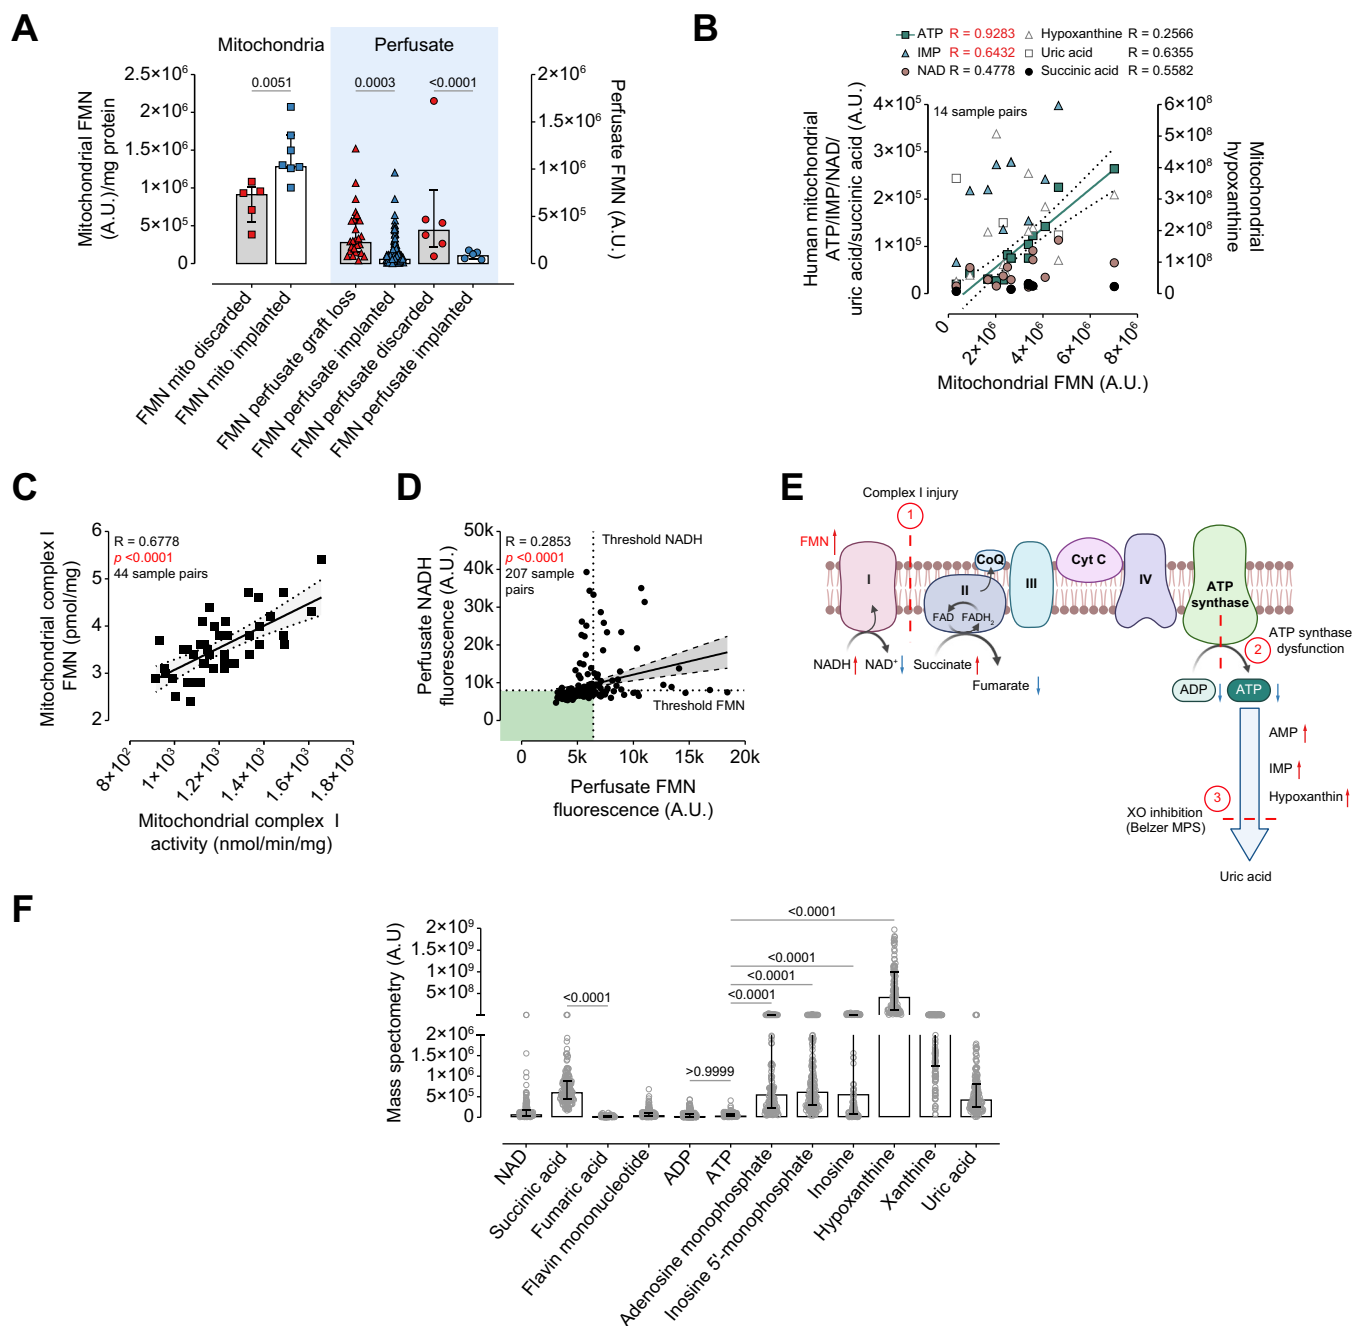 A
Mitochondria
Perfusate
Mitochondrial FMN
(A.U.)/mg protein
2.5×10⁶
2×10⁶
1.5×10⁶
1×10⁶
5×10⁵
0
0.0051
0.0003
<0.0001
2×10⁶
1.5×10⁶
1×10⁶
5×10⁵
0
Perfusate FMN (A.U.)
FMN mito discarded
FMN mito implanted
FMN perfusate graft loss
FMN perfusate implanted
FMN perfusate discarded
FMN perfusate implanted
B
ATP R = 0.9283
IMP R = 0.6432
NAD R = 0.4778
Hypoxanthine R = 0.2566
Uric acid R = 0.6355
Succinic acid R = 0.5582
14 sample pairs
Human mitochondrial
ATP/IMP/NAD/
uric acid/succinic acid (A.U.)
4×10⁵
3×10⁵
2×10⁵
1×10⁵
0
6×10⁸
5×10⁸
4×10⁸
3×10⁸
2×10⁸
1×10⁸
0
Mitochondrial
hypoxanthine
0
2×10⁶
4×10⁶
6×10⁶
8×10⁶
Mitochondrial FMN (A.U.)
C
Mitochondrial complex I
FMN (pmol/mg)
6
5
4
3
2
R = 0.6778
p <0.0001
44 sample pairs
8×10²
1×10³
1.2×10³
1.4×10³
1.6×10³
1.8×10³
Mitochondrial complex I
activity (nmol/min/mg)
D
Perfusate NADH
fluorescence (A.U.)
50k
40k
30k
20k
10k
0
R = 0.2853
p <0.0001
207 sample
pairs
Threshold NADH
Threshold FMN
0
5k
10k
15k
20k
Perfusate FMN
fluorescence (A.U.)
E
Complex I injury
1
FMN
I
II
CoQ
III
Cyt C
IV
ATP
synthase
FAD
FADH₂
NADH
NAD⁺
Succinate
Fumarate
2
ATP synthase
dysfunction
ADP
ATP
AMP
IMP
Hypoxanthin
3
XO inhibition
(Belzer MPS)
Uric acid
F
Mass spectometry (A.U)
2×10⁹
1.5×10⁹
1×10⁹
5×10⁸
2×10⁶
1.5×10⁶
1×10⁶
5×10⁵
0
<0.0001
>0.9999
<0.0001
<0.0001
<0.0001
<0.0001
NAD
Succinic acid
Fumaric acid
Flavin mononucleotide
ADP
ATP
Adenosine monophosphate
Inosine 5'-monophosphate
Inosine
Hypoxanthine
Xanthine
Uric acid